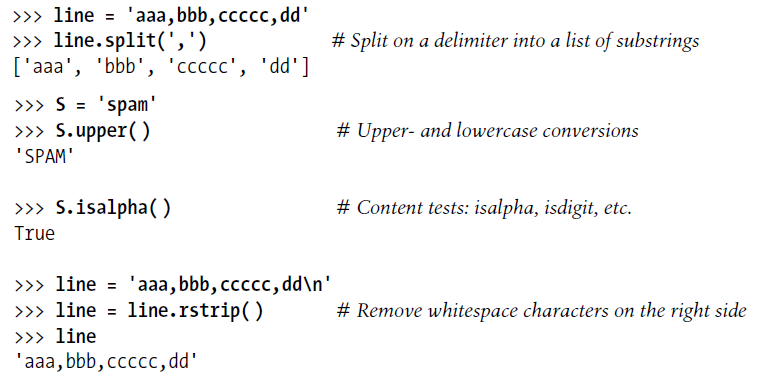 >>> line = 'aaa,bbb,ccccc,dd'
>>> line.split(',') # Split on a delimiter into a list of substrings
['aaa', 'bbb', 'ccccc', 'dd']
>>> S = 'spam'
>>> S.upper() # Upper- and lowercase conversions
'SPAM'
>>> S.isalpha() # Content tests: isalpha, isdigit, etc.
True
>>> line = 'aaa,bbb,ccccc,dd\n'
>>> line = line.rstrip() # Remove whitespace characters on the right side
>>> line
'aaa,bbb,ccccc,dd'